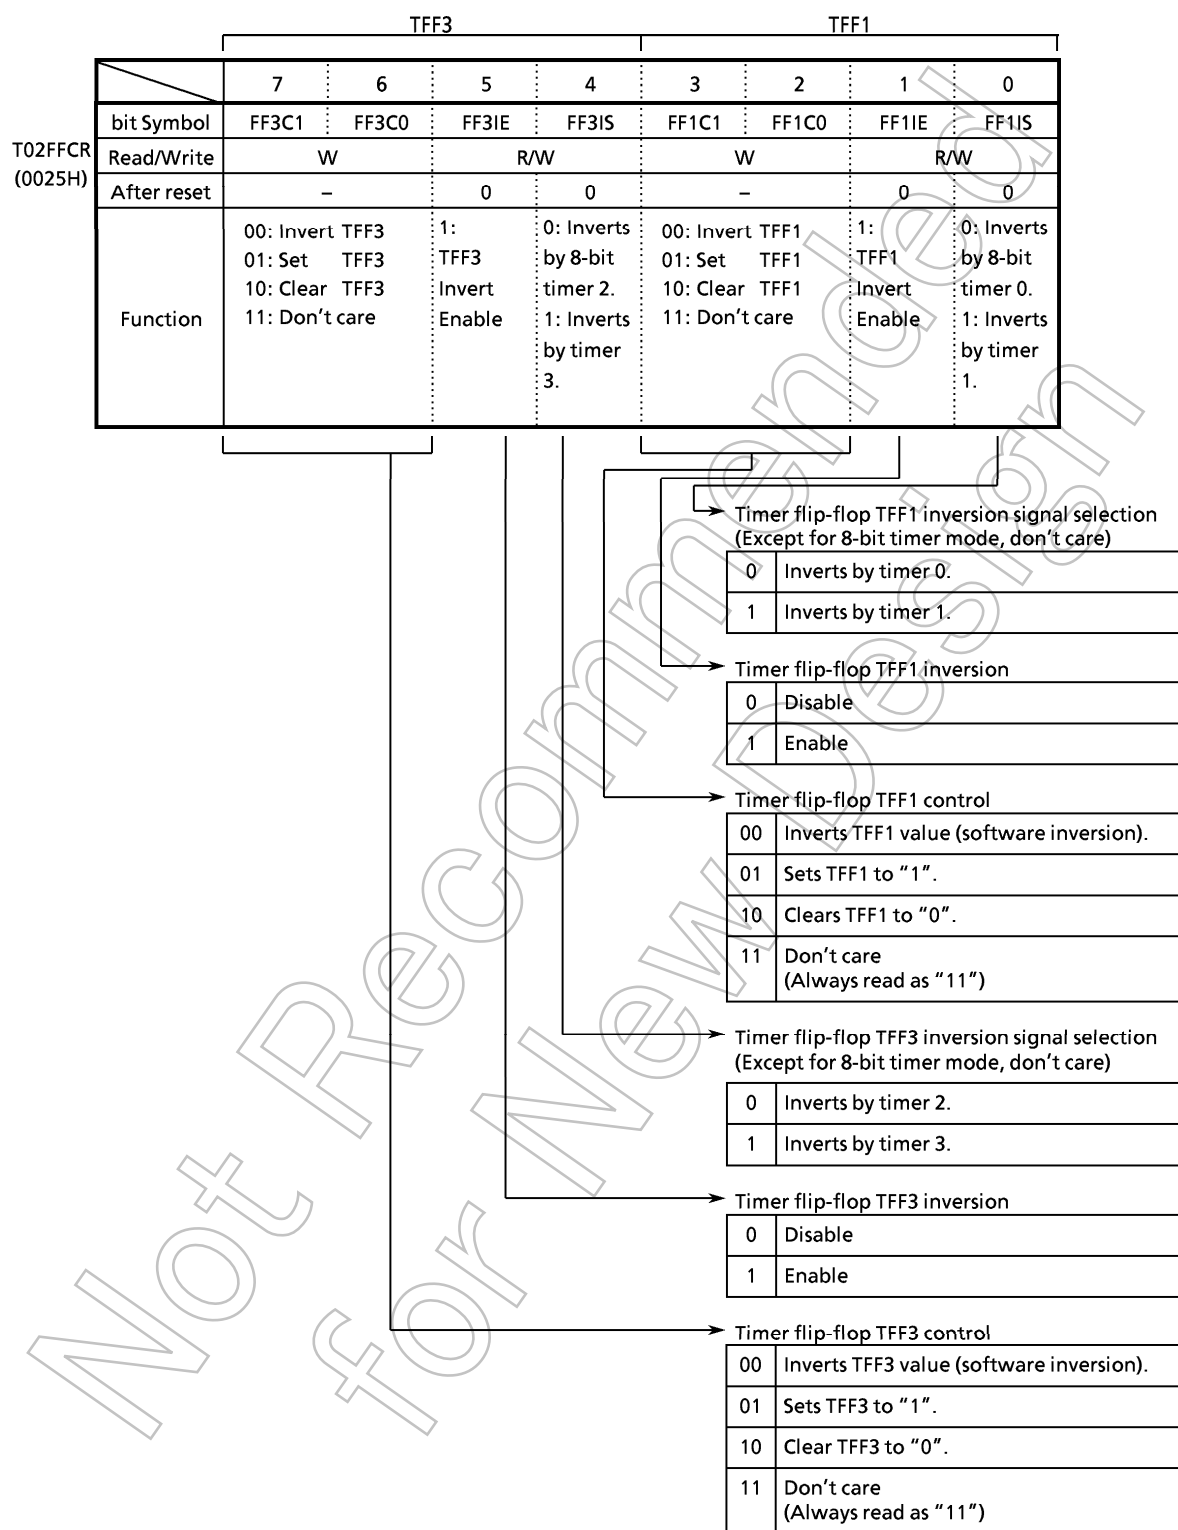 TFF3 TFF1
7 6 5 4 3 2 1 0
bit Symbol FF3C1 FF3C0 FF3IE FF3IS FF1C1 FF1C0 FF1IE FF1IS
T02FFCR
(0025H)
Read/Write W R/W W R/W
After reset – 0 0 – 0 0
Function
00: Invert TFF3
01: Set TFF3
10: Clear TFF3
11: Don't care
1:
TFF3
Invert
Enable
0: Inverts
by 8-bit
timer 2.
1: Inverts
by timer
3.
00: Invert TFF1
01: Set TFF1
10: Clear TFF1
11: Don't care
1:
TFF1
Invert
Enable
0: Inverts
by 8-bit
timer 0.
1: Inverts
by timer
1.
Timer flip-flop TFF1 inversion signal selection
(Except for 8-bit timer mode, don't care)
0 Inverts by timer 0.
1 Inverts by timer 1.
Timer flip-flop TFF1 inversion
0 Disable
1 Enable
Timer flip-flop TFF1 control
00 Inverts TFF1 value (software inversion).
01 Sets TFF1 to "1".
10 Clears TFF1 to "0".
11 Don't care
(Always read as "11")
Timer flip-flop TFF3 inversion signal selection
(Except for 8-bit timer mode, don't care)
0 Inverts by timer 2.
1 Inverts by timer 3.
Timer flip-flop TFF3 inversion
0 Disable
1 Enable
Timer flip-flop TFF3 control
00 Inverts TFF3 value (software inversion).
01 Sets TFF3 to "1".
10 Clear TFF3 to "0".
11 Don't care
(Always read as "11")
Not Recommended
for New Design